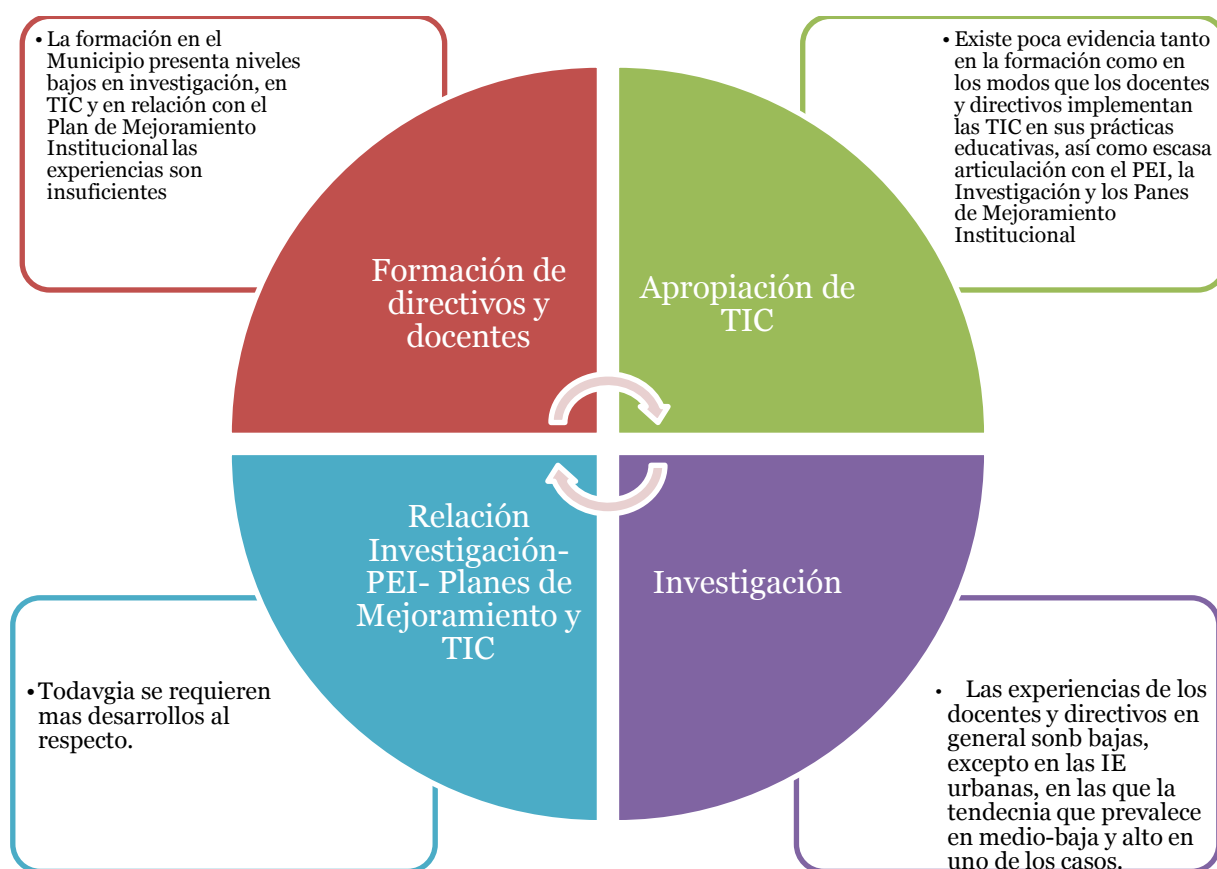 • La formación en el
Municipio presenta niveles
bajos en investigación, en
TIC y en relación con el
Plan de Mejoramiento
Institucional las
experiencias son
insuficientes
• Existe poca evidencia tanto
en la formación como en
los modos que los docentes
y directivos implementan
las TIC en sus prácticas
educativas, así como escasa
articulación con el PEI, la
Investigación y los Panes
de Mejoramiento
Institucional
Formación de
directivos y
docentes
Apropiación de
TIC
Relación
Investigación-
PEI- Planes de
Mejoramiento y
TIC
Investigación
• Todavgia se requieren
mas desarrollos al
respecto.
• Las experiencias de los
docentes y directivos en
general sonb bajas,
excepto en las IE
urbanas, en las que la
tendecnia que prevalece
en medio-baja y alto en
uno de los casos.